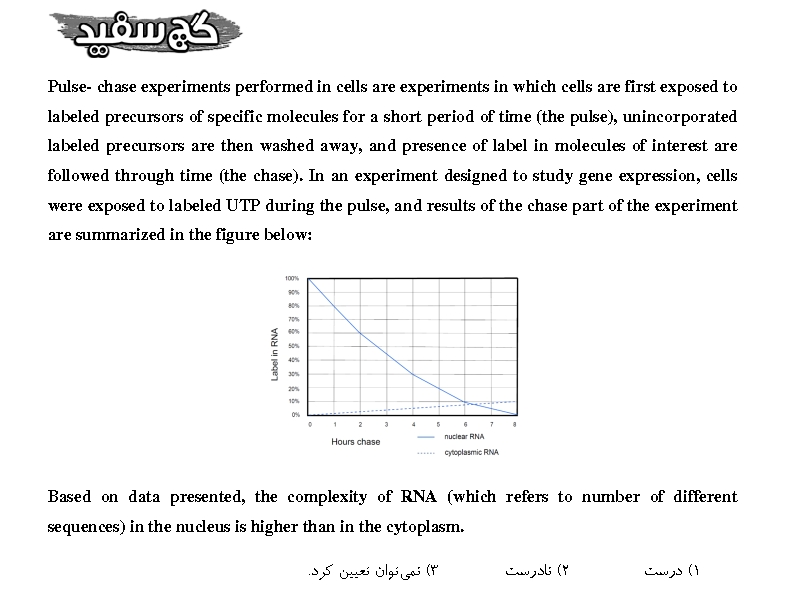 گچ سفید
Pulse- chase experiments performed in cells are experiments in which cells are first exposed to
labeled precursors of specific molecules for a short period of time (the pulse), unincorporated
labeled precursors are then washed away, and presence of label in molecules of interest are
followed through time (the chase). In an experiment designed to study gene expression, cells
were exposed to labeled UTP during the pulse, and results of the chase part of the experiment
are summarized in the figure below:
100%
90%
80%
70%
60%
50%
40%
30%
20%
10%
0%
Label in RNA
0 1 2 3 4 5 6 7 8
Hours chase
nuclear RNA
cytoplasmic RNA
Based on data presented, the complexity of RNA (which refers to number of different
sequences) in the nucleus is higher than in the cytoplasm.
۱) درست ۲) نادرست ۳) نمی‌توان تعیین کرد.